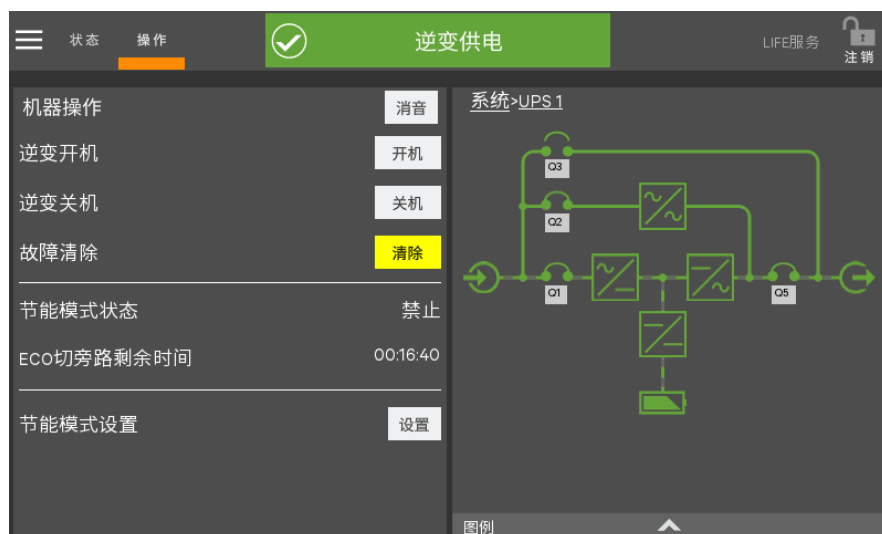 状态 操作 逆变供电 LIFE服务 注销
机器操作 消音
逆变开机 开机
逆变关机 关机
故障清除 清除
节能模式状态 禁止
ECO切旁路剩余时间 00:16:40
节能模式设置 设置
系统>UPS 1
Q3
Q2
Q1 Q5
图例